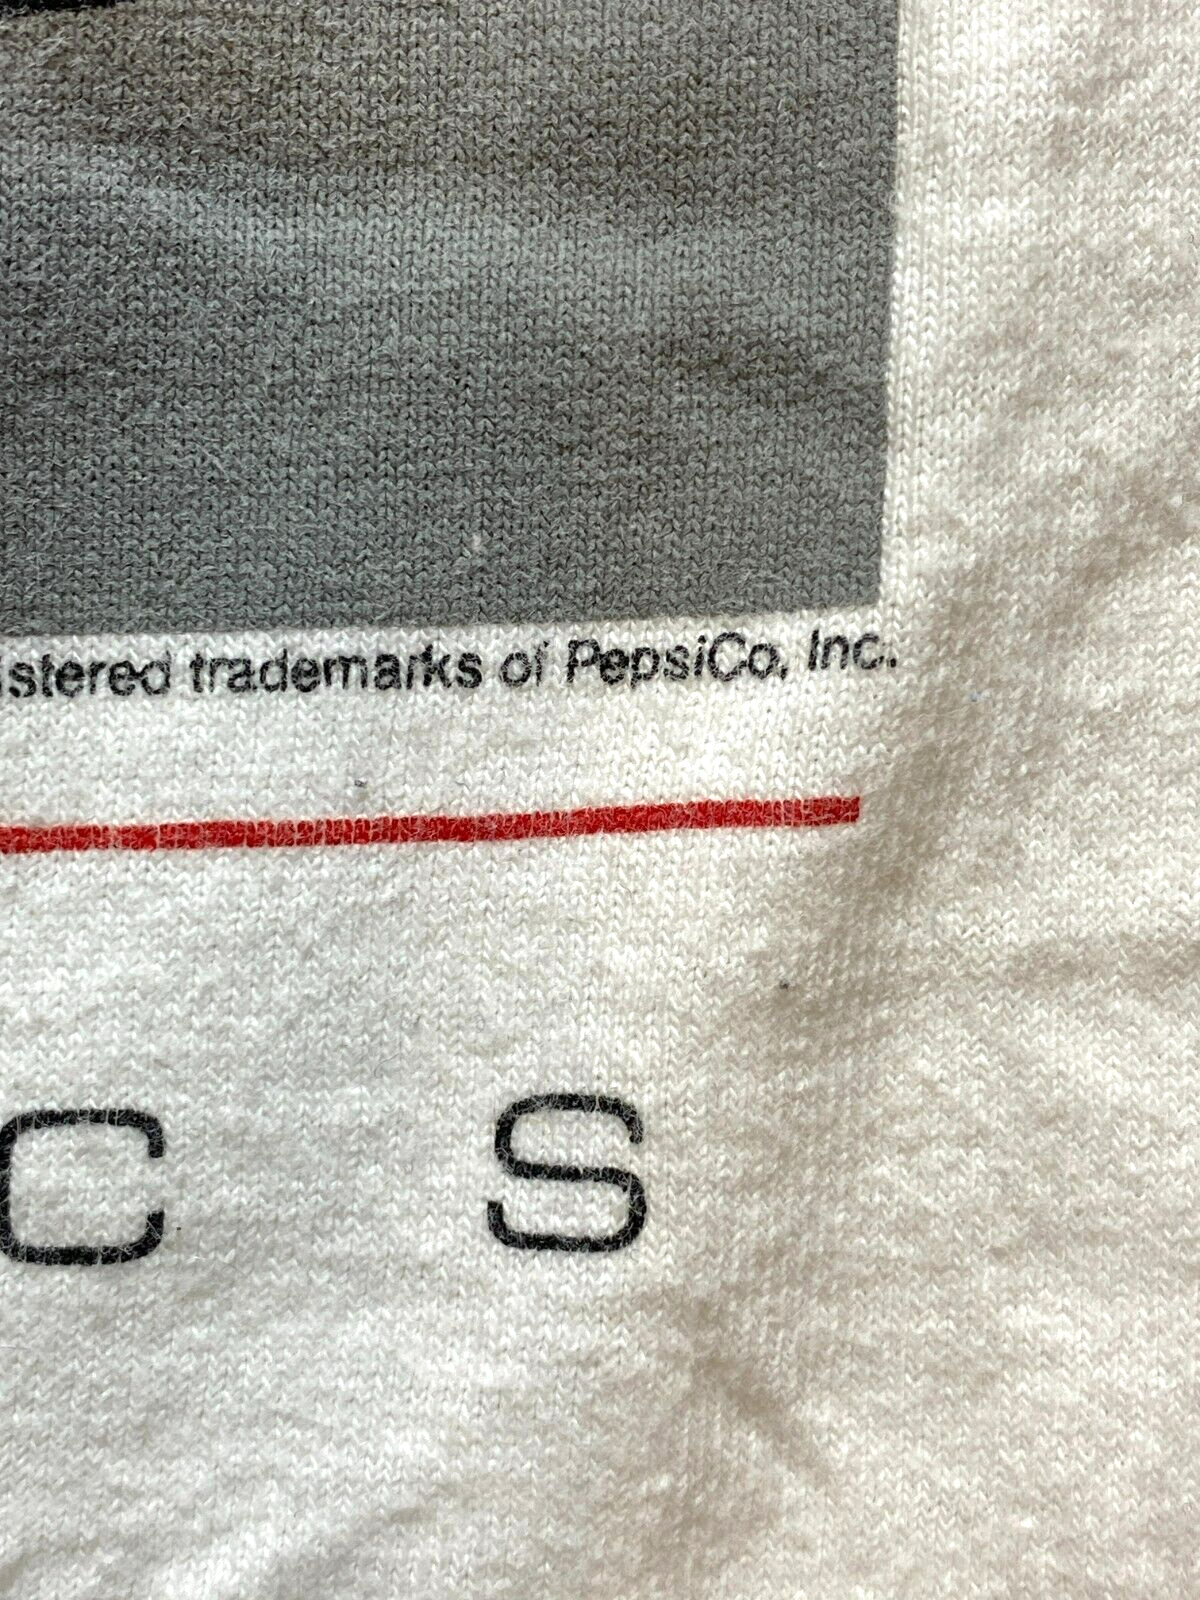 istered trademarks of PepsiCo, Inc.
C S